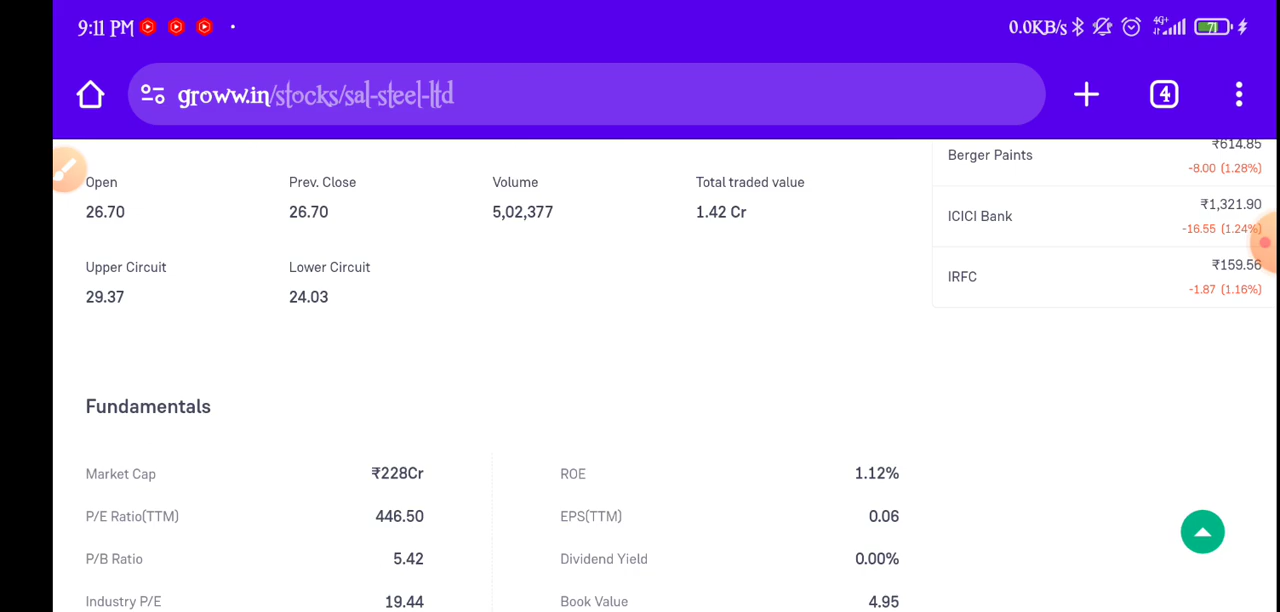 9:11 PM
0.0KB/s 4G+ 71
groww.in/stocks/sal-steel-ltd
4
Open
26.70
Prev. Close
26.70
Volume
5,02,377
Total traded value
1.42 Cr
Upper Circuit
29.37
Lower Circuit
24.03
Berger Paints
₹614.85
-8.00 (1.28%)
ICICI Bank
₹1,321.90
-16.55 (1.24%)
IRFC
₹159.56
-1.87 (1.16%)
Fundamentals
Market Cap ₹228Cr
P/E Ratio(TTM) 446.50
P/B Ratio 5.42
Industry P/E 19.44
ROE 1.12%
EPS(TTM) 0.06
Dividend Yield 0.00%
Book Value 4.95